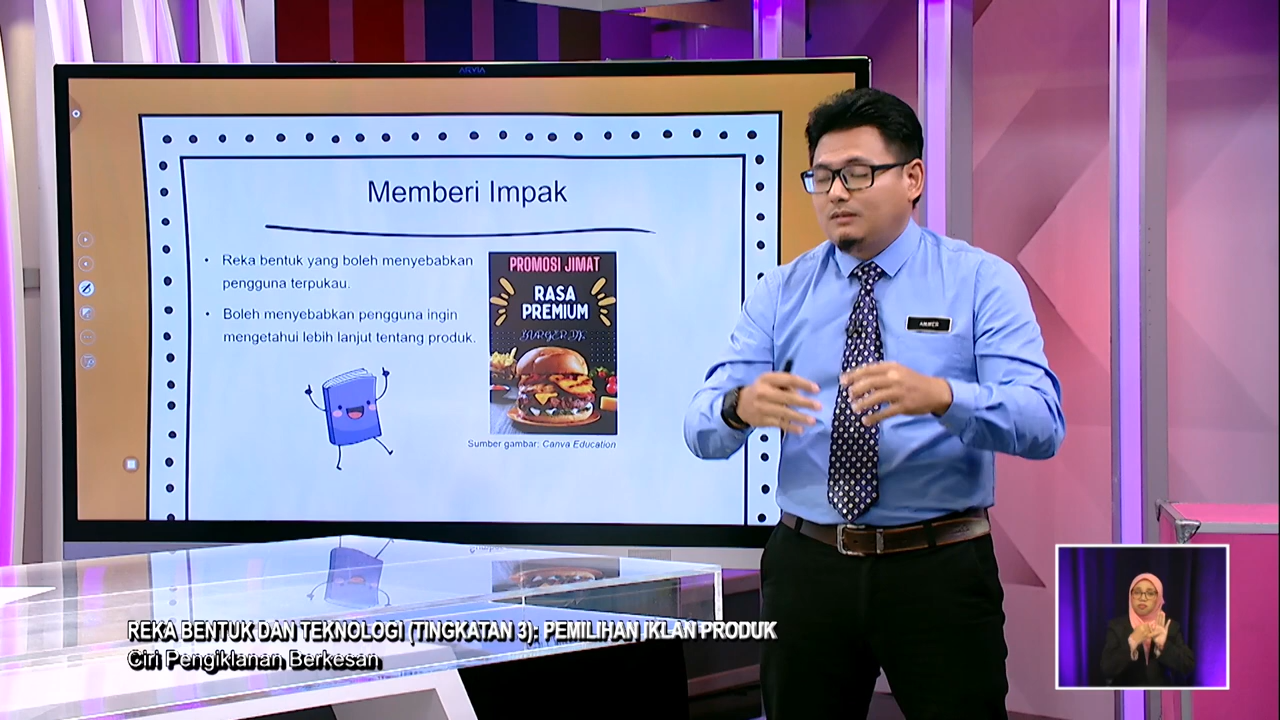 ARVIA
Memberi Impak
• Reka bentuk yang boleh menyebabkan
pengguna terpukau.
• Boleh menyebabkan pengguna ingin
mengetahui lebih lanjut tentang produk.
PROMOSI JIMAT
RASA
PREMIUM
Sumber gambar: Canva Education
REKA BENTUK DAN TEKNOLOGI (TINGKATAN 3): PEMILIHAN IKLAN PRODUK
Ciri Pengiklanan Berkesan